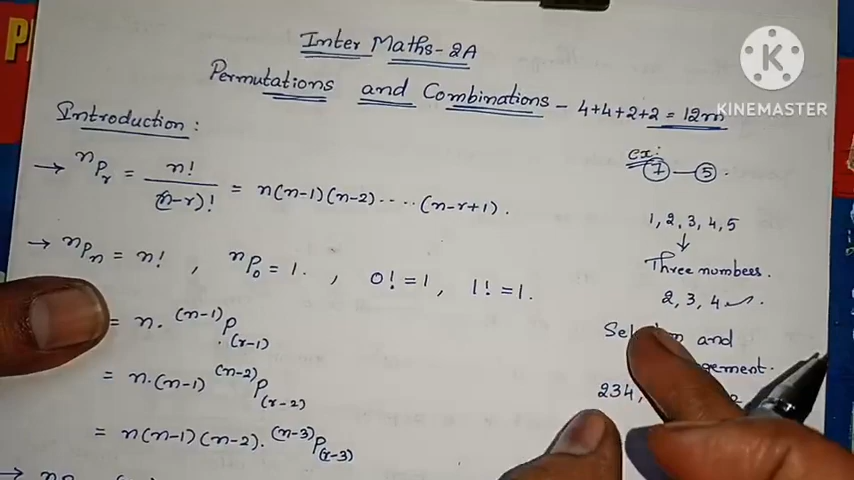 Inter Maths-2A
Permutations and Combinations - 4+4+2+2 = 12m
Introduction :
→ ⁿPᵣ = n!/(n-r)! = n(n-1)(n-2)....(n-r+1).
→ ⁿPₙ = n! , ⁿP₀ = 1. , 0! = 1, 1! = 1.
= n. ⁽ⁿ⁻¹⁾P₍ᵣ₋₁₎
= n.(n-1) ⁽ⁿ⁻²⁾P₍ᵣ₋₂₎
= n(n-1)(n-2). ⁽ⁿ⁻³⁾P₍ᵣ₋₃₎
ex:
7 — 5.
1, 2, 3, 4, 5
↓
Three numbers.
2, 3, 4 .
and
234,
KINEMASTER
K